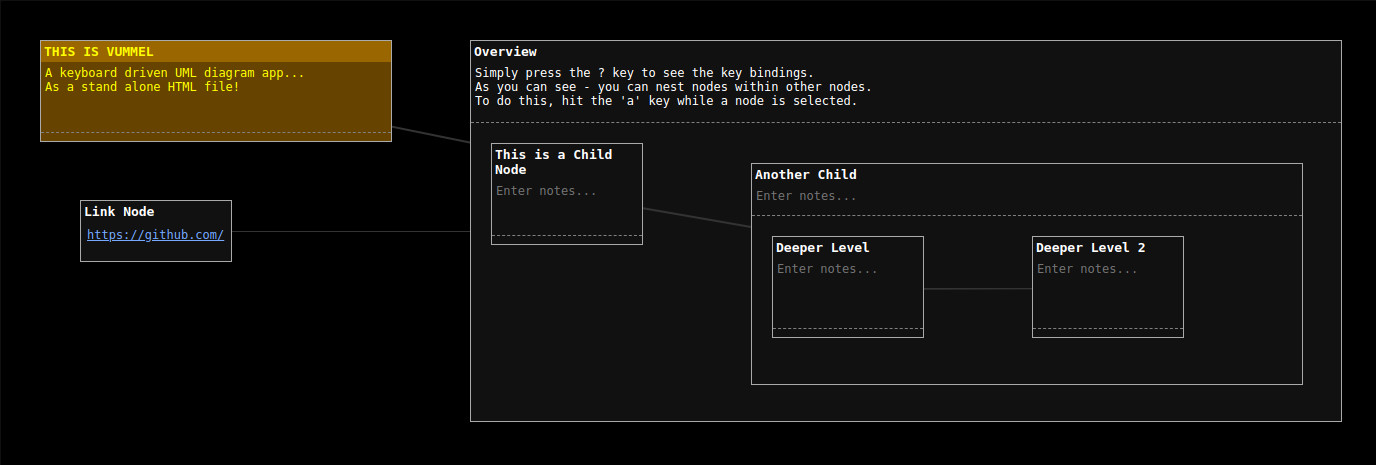 THIS IS VUMMEL
A keyboard driven UML diagram app...
As a stand alone HTML file!
Link Node
https://github.com/
Overview
Simply press the ? key to see the key bindings.
As you can see - you can nest nodes within other nodes.
To do this, hit the 'a' key while a node is selected.
This is a Child
Node
Enter notes...
Another Child
Enter notes...
Deeper Level
Enter notes...
Deeper Level 2
Enter notes...